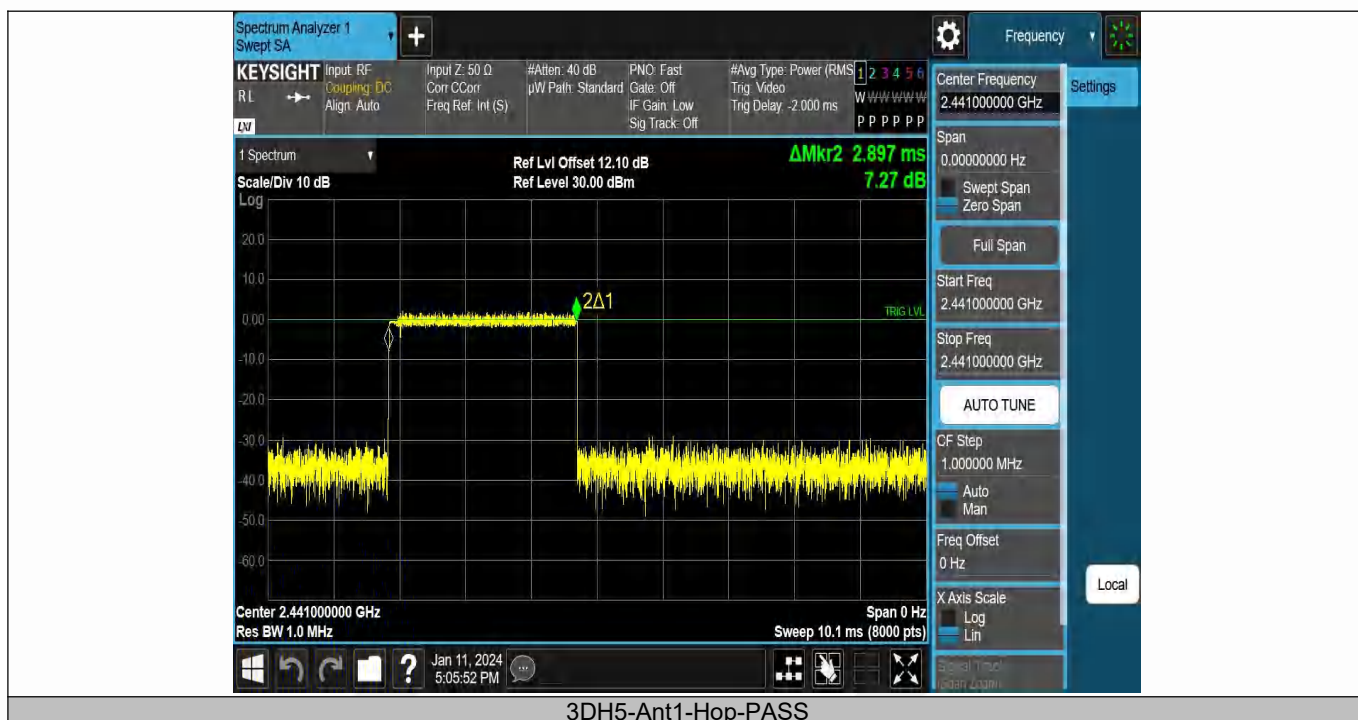 Spectrum Analyzer 1
Swept SA
+
Frequency
KEYSIGHT
RL
LXI
Input: RF
Coupling: DC
Align: Auto
Input Z: 50 Ω
Corr CCorr
Freq Ref: Int (S)
#Atten: 40 dB
µW Path: Standard
PNO: Fast
Gate: Off
IF Gain: Low
Sig Track: Off
#Avg Type: Power (RMS
Trig: Video
Trig Delay: -2.000 ms
1 2 3 4 5 6
W W W W W W
P P P P P P
1 Spectrum
Scale/Div 10 dB
Log
Ref Lvl Offset 12.10 dB
Ref Level 30.00 dBm
ΔMkr2 2.897 ms
7.27 dB
20.0
10.0
0.00
-10.0
-20.0
-30.0
-40.0
-50.0
-60.0
2Δ1
TRIG LVL
Center 2.441000000 GHz
Res BW 1.0 MHz
Span 0 Hz
Sweep 10.1 ms (8000 pts)
Center Frequency
2.441000000 GHz
Settings
Span
0.00000000 Hz
Swept Span
Zero Span
Full Span
Start Freq
2.441000000 GHz
Stop Freq
2.441000000 GHz
AUTO TUNE
CF Step
1.000000 MHz
Auto
Man
Freq Offset
0 Hz
X Axis Scale
Log
Lin
Local
Signal Track
(Span Zoom)
?
Jan 11, 2024
5:05:52 PM
3DH5-Ant1-Hop-PASS